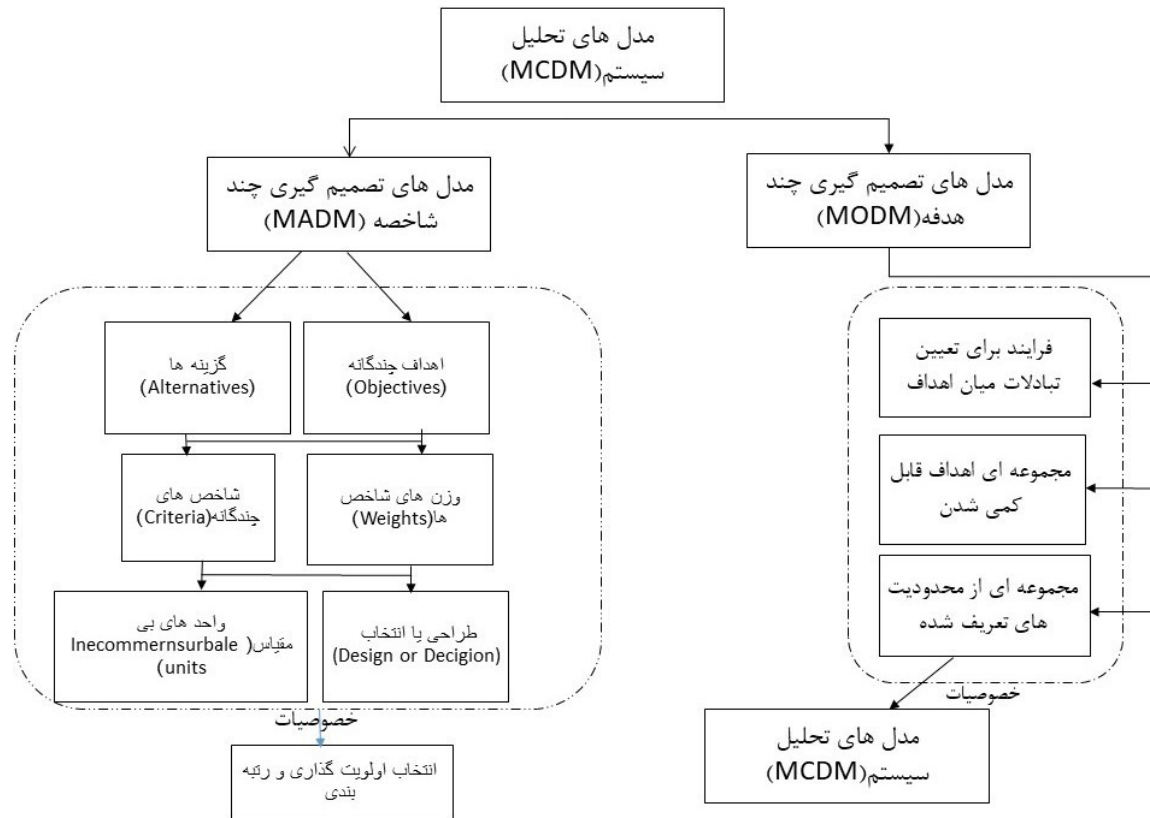 مدل های تحلیل
سیستم(MCDM)
مدل های تصمیم گیری چند
هدفه(MODM)
مدل های تصمیم گیری چند
شاخصه (MADM)
فرایند برای تعیین
تبادلات میان اهداف
مجموعه ای اهداف قابل
کمی شدن
مجموعه ای از محدودیت
های تعریف شده
خصوصیات
مدل های تحلیل
سیستم(MCDM)
اهداف چندگانه
(Objectives)
گزینه ها
(Alternatives)
وزن های شاخص
ها(Weights)
شاخص های
چندگانه(Criteria)
طراحی یا انتخاب
(Design or Decigion)
واحد های بی
مقیاس( Inecommernsurbale
units)
خصوصیات
انتخاب اولویت گذاری و رتبه
بندی